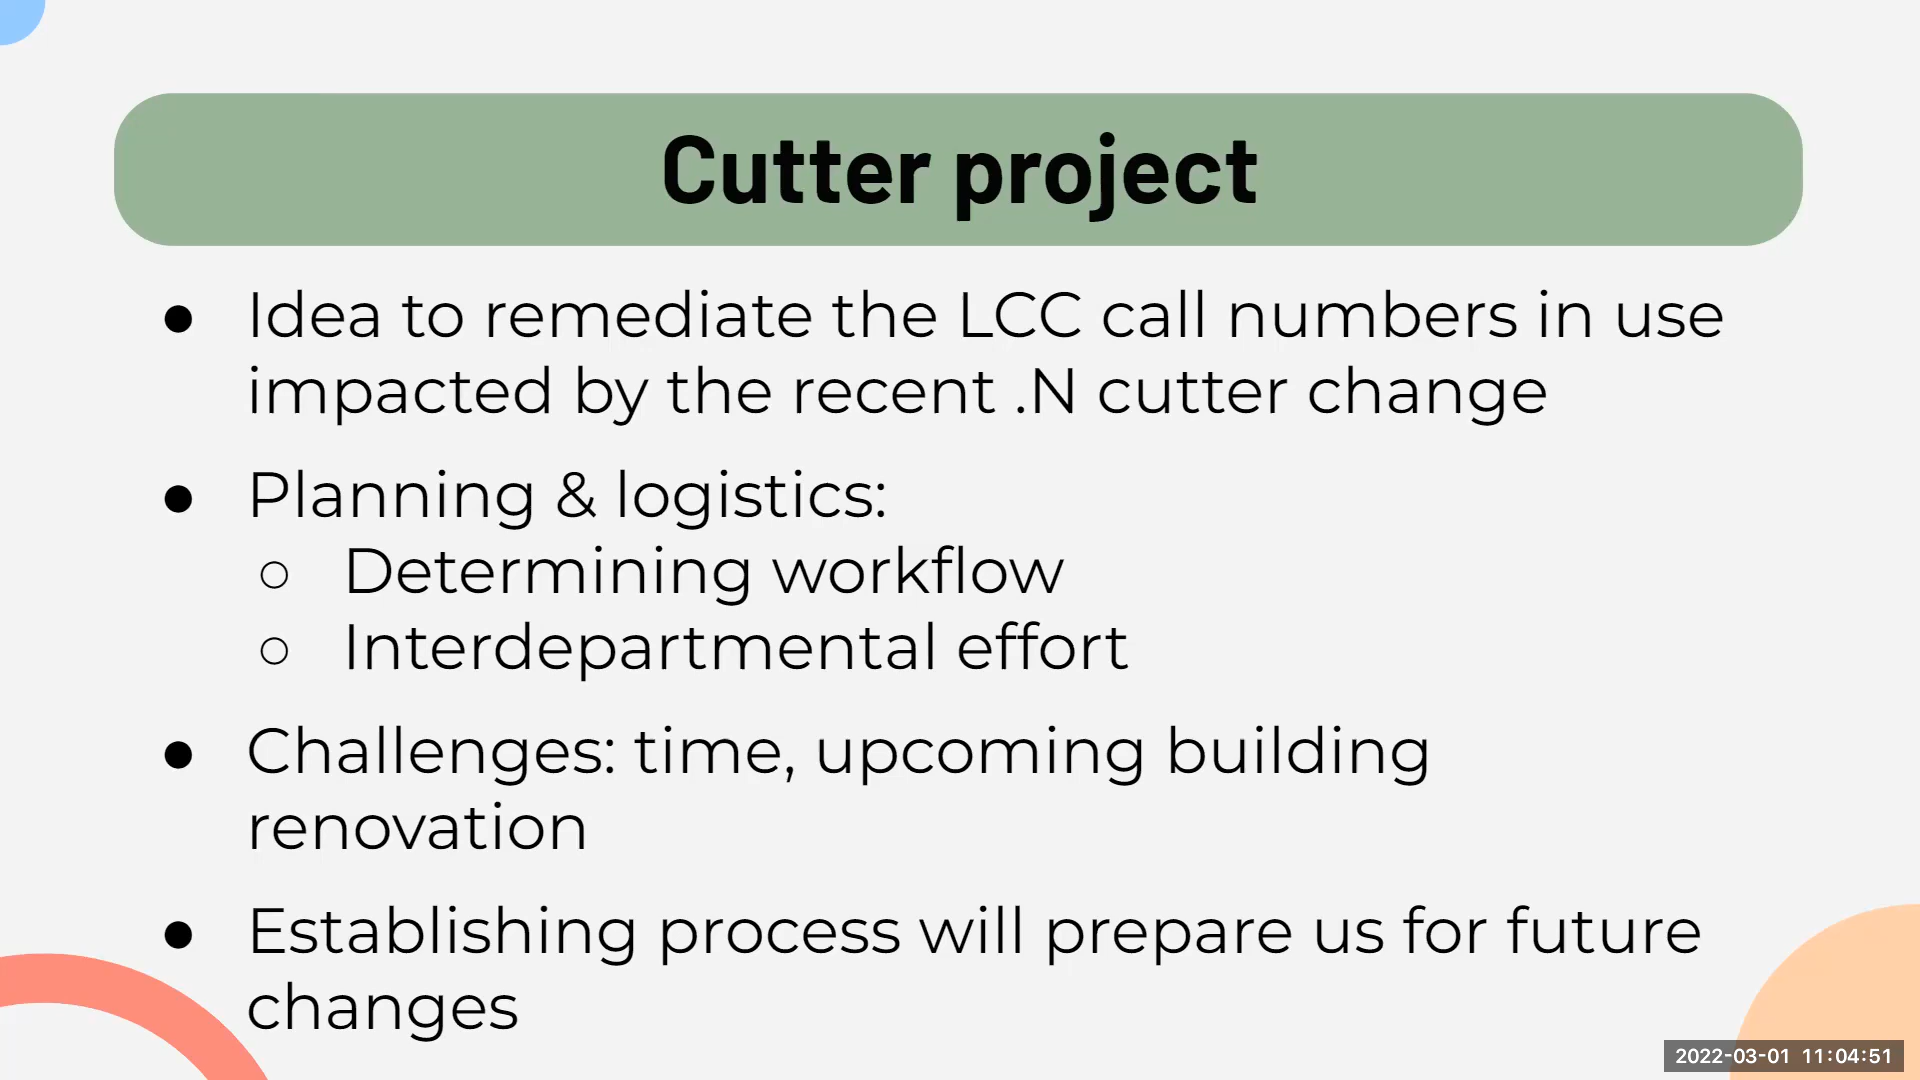 Cutter project
● Idea to remediate the LCC call numbers in use
impacted by the recent .N cutter change
● Planning & logistics:
○ Determining workflow
○ Interdepartmental effort
● Challenges: time, upcoming building
renovation
● Establishing process will prepare us for future
changes
2022-03-01 11:04:51